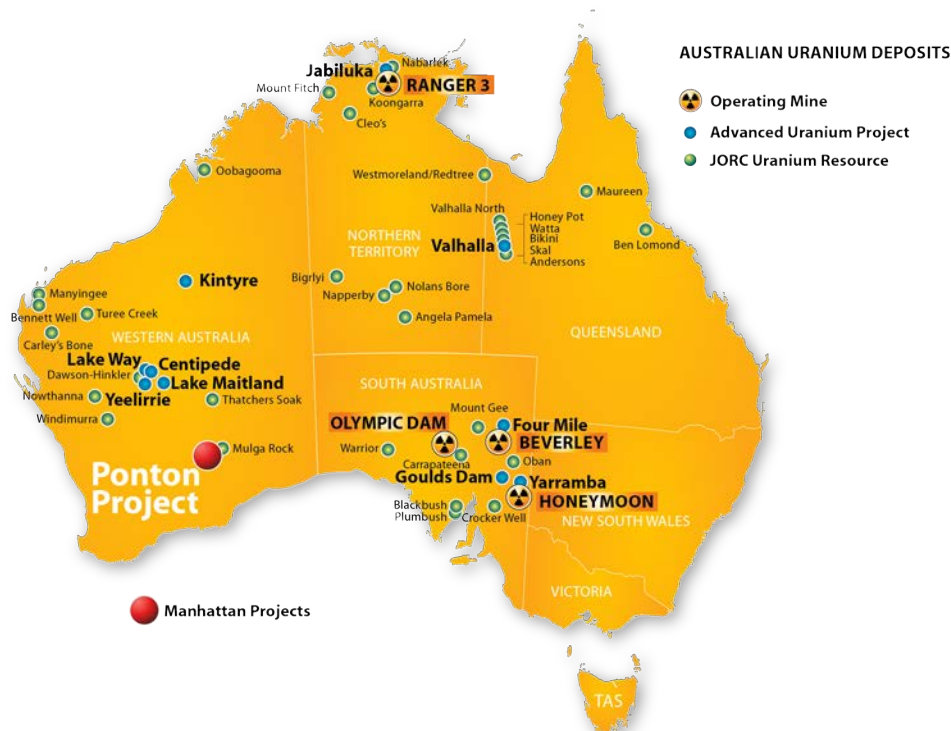 AUSTRALIAN URANIUM DEPOSITS
Operating Mine
Advanced Uranium Project
JORC Uranium Resource
Nabarlek
Jabiluka
RANGER 3
Mount Fitch
Koongarra
Cleo's
Oobagooma
Westmoreland/Redtree
Maureen
Valhalla North
Honey Pot
Watta
Bikini
Skal
Andersons
Valhalla
Ben Lomond
NORTHERN
TERRITORY
Kintyre
Bigrlyi
Nolans Bore
Napperby
Angela Pamela
Manyingee
Bennett Well
Turee Creek
Carley's Bone
WESTERN AUSTRALIA
QUEENSLAND
Lake Way
Centipede
Dawson-Hinkler
Lake Maitland
Nowthanna
Yeelirrie
Thatchers Soak
Windimurra
SOUTH AUSTRALIA
Mount Gee
OLYMPIC DAM
Four Mile
BEVERLEY
Warrior
Carrapateena
Oban
Mulga Rock
Ponton
Project
Goulds Dam
Yarramba
HONEYMOON
Blackbush
Plumbush
Crocker Well
NEW SOUTH WALES
VICTORIA
Manhattan Projects
TAS